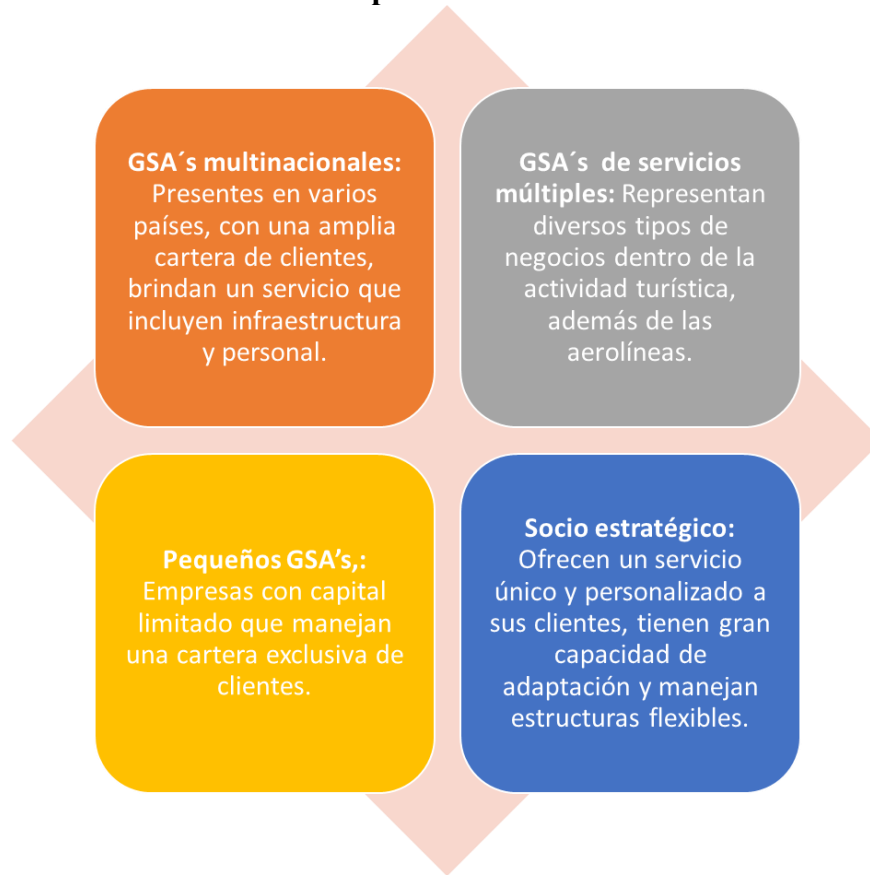 GSA´s multinacionales:
Presentes en varios
países, con una amplia
cartera de clientes,
brindan un servicio que
incluyen infraestructura
y personal.
GSA´s  de servicios
múltiples: Representan
diversos tipos de
negocios dentro de la
actividad turística,
además de las
aerolíneas.
Pequeños GSA’s,:
Empresas con capital
limitado que manejan
una cartera exclusiva de
clientes.
Socio estratégico:
Ofrecen un servicio
único y personalizado a
sus clientes, tienen gran
capacidad de
adaptación y manejan
estructuras flexibles.